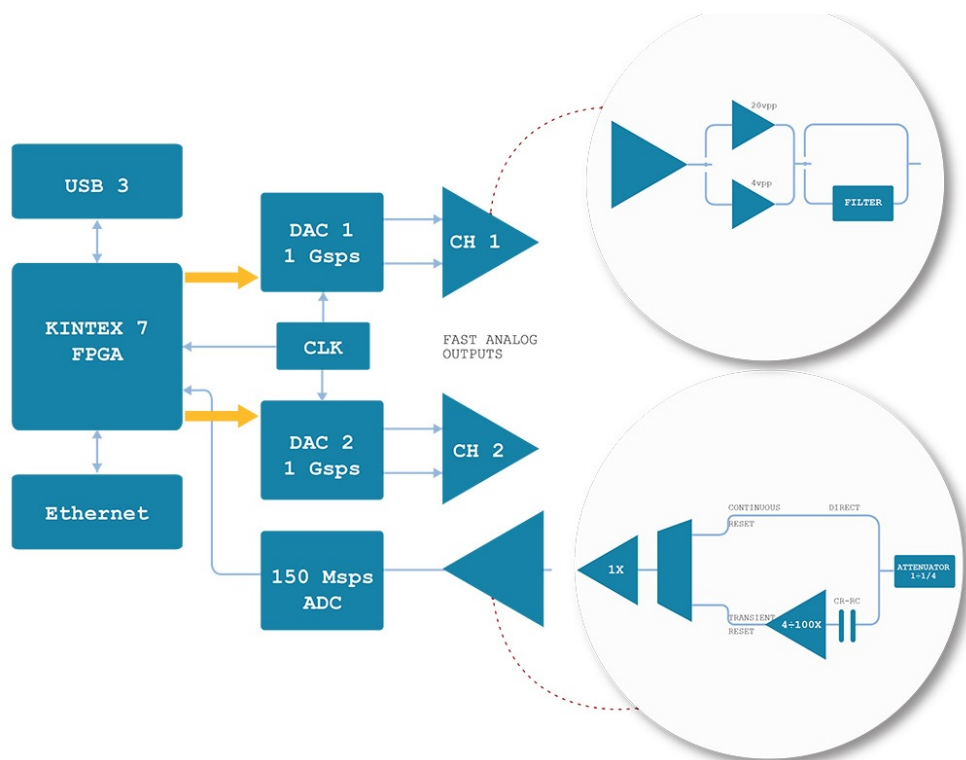 20vpp
4vpp
FILTER
USB 3
DAC 1
1 Gsps
CH 1
KINTEX 7
FPGA
CLK
FAST ANALOG
OUTPUTS
DAC 2
1 Gsps
CH 2
Ethernet
150 Msps
ADC
CONTINUOUS
RESET
DIRECT
1X
ATTENUATOR
1÷1/4
TRANSIENT
RESET
4÷100X
CR-RC